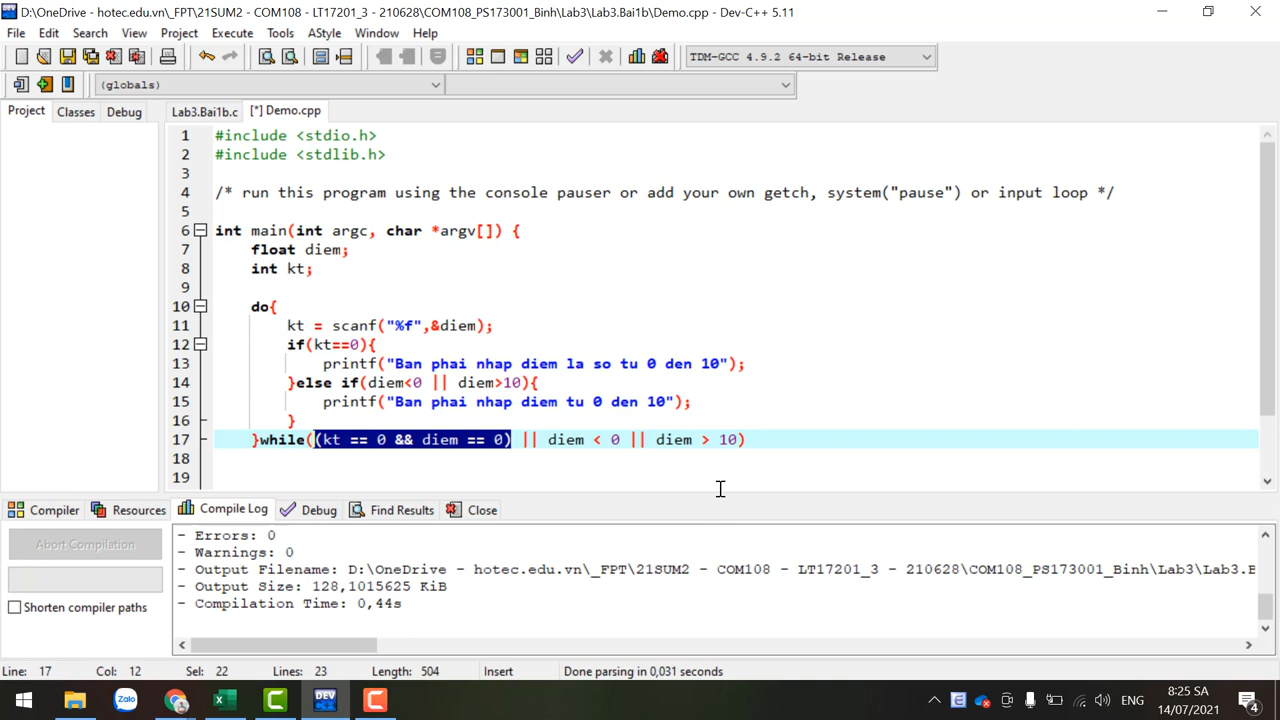 D:\OneDrive - hotec.edu.vn\_FPT\21SUM2 - COM108 - LT17201_3 - 210628\COM108_PS173001_Binh\Lab3\Lab3.Bai1b\Demo.cpp - Dev-C++ 5.11
File Edit Search View Project Execute Tools AStyle Window Help
TDM-GCC 4.9.2 64-bit Release
(globals)
Project Classes Debug Lab3.Bai1b.c [*] Demo.cpp
1 #include <stdio.h>
2 #include <stdlib.h>
3
4 /* run this program using the console pauser or add your own getch, system("pause") or input loop */
5
6 int main(int argc, char *argv[]) {
7 float diem;
8 int kt;
9
10 do{
11 kt = scanf("%f",&diem);
12 if(kt==0){
13 printf("Ban phai nhap diem la so tu 0 den 10");
14 }else if(diem<0 || diem>10){
15 printf("Ban phai nhap diem tu 0 den 10");
16 }
17 }while((kt == 0 && diem == 0) || diem < 0 || diem > 10)
18
19
Compiler Resources Compile Log Debug Find Results Close
Abort Compilation
Shorten compiler paths
- Errors: 0
- Warnings: 0
- Output Filename: D:\OneDrive - hotec.edu.vn\_FPT\21SUM2 - COM108 - LT17201_3 - 210628\COM108_PS173001_Binh\Lab3\Lab3.B
- Output Size: 128,1015625 KiB
- Compilation Time: 0,44s
Line: 17 Col: 12 Sel: 22 Lines: 23 Length: 504 Insert Done parsing in 0,031 seconds
Zalo DEV C ENG 8:25 SA
14/07/2021 4